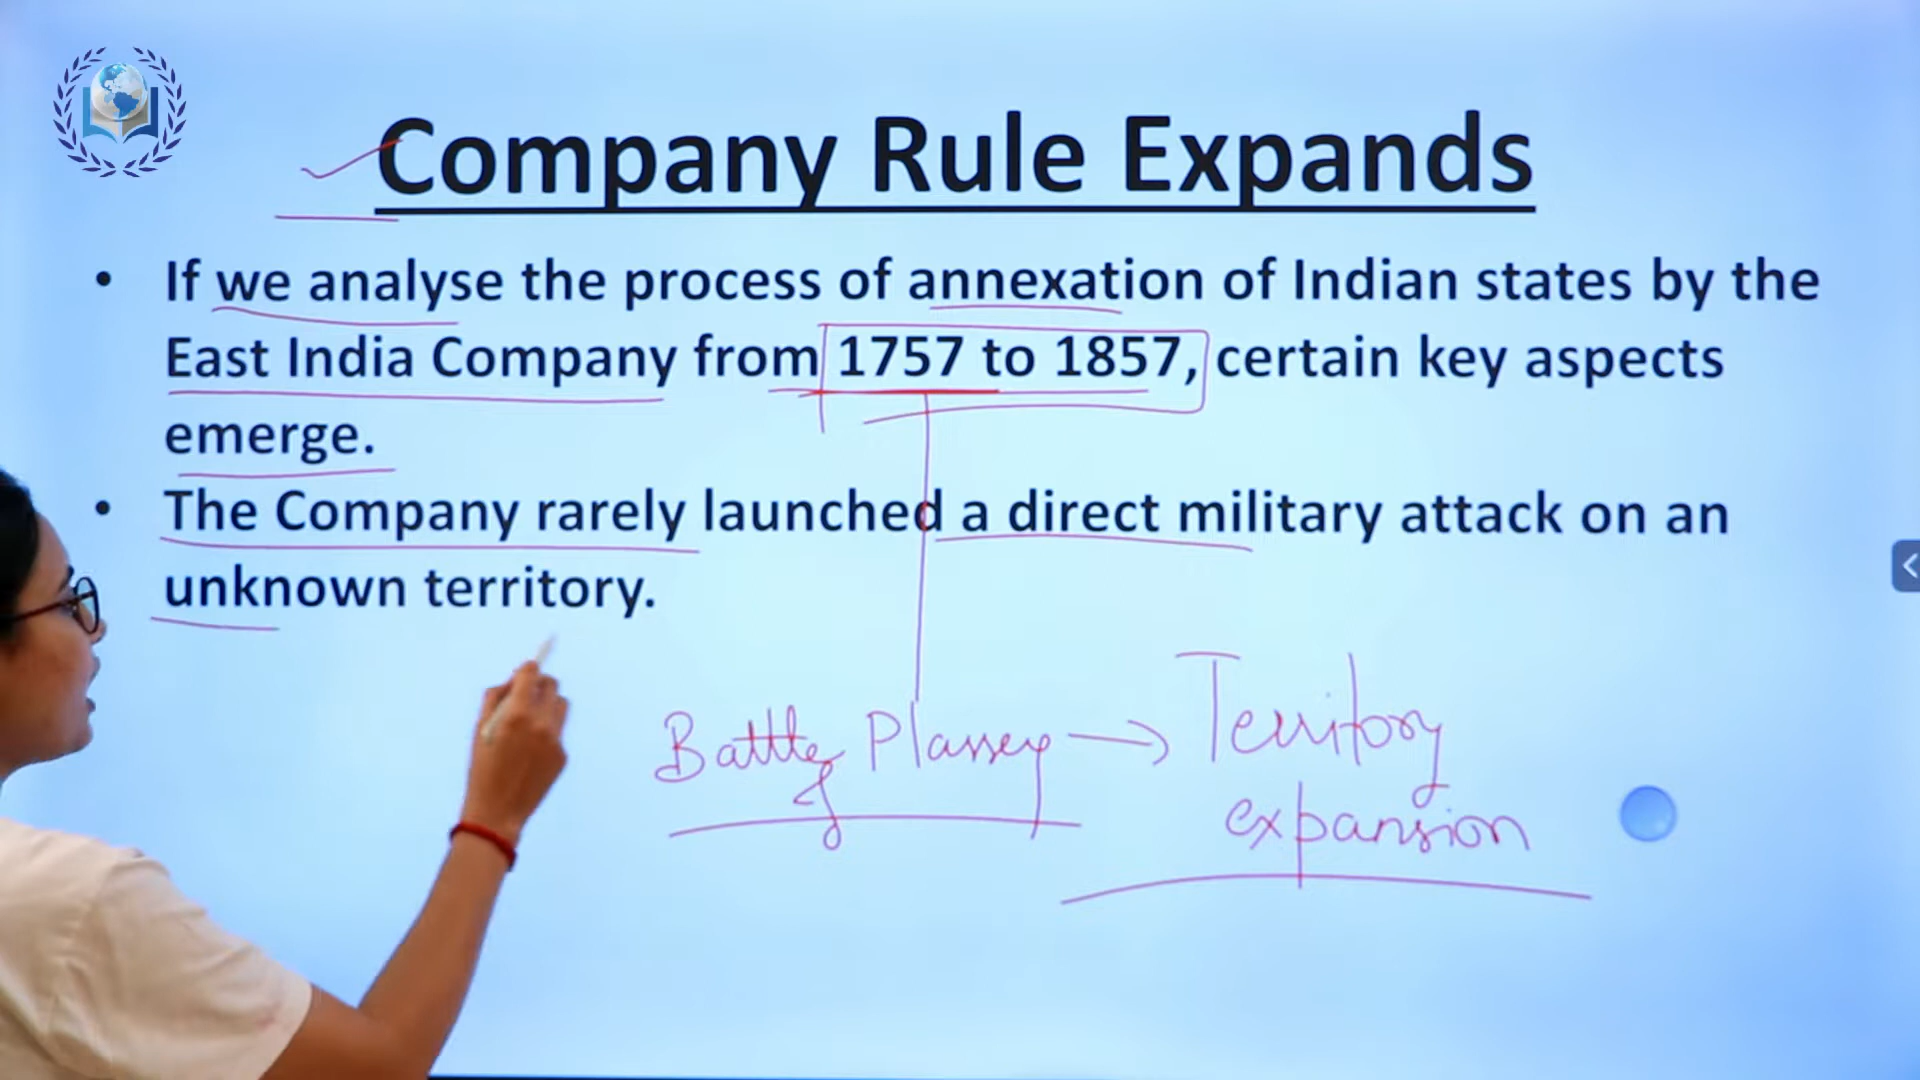 Company Rule Expands
• If we analyse the process of annexation of Indian states by the
East India Company from 1757 to 1857, certain key aspects
emerge.
• The Company rarely launched a direct military attack on an
unknown territory.
Battle of Plassey → Territory
expansion